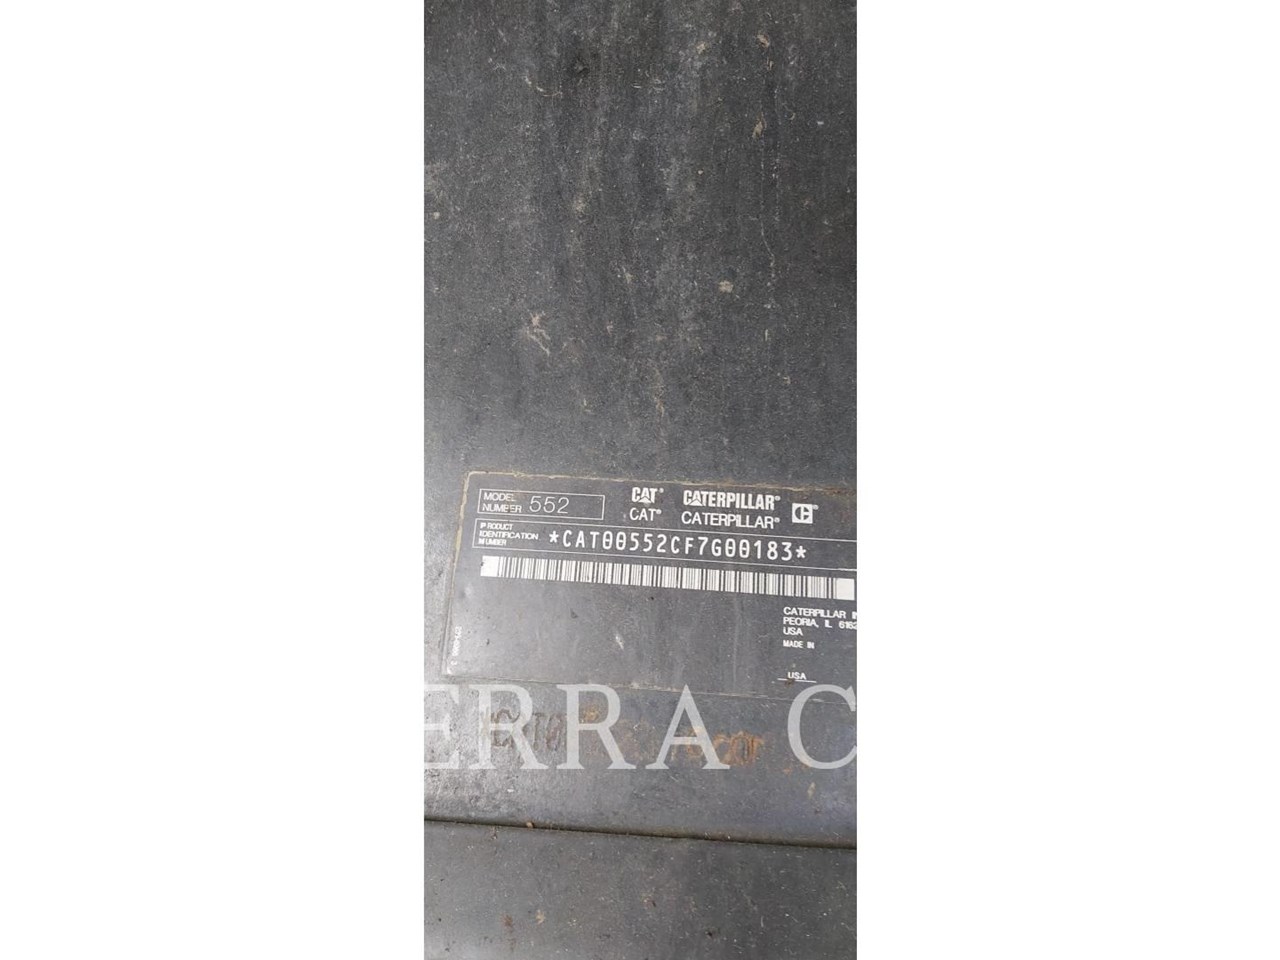 MODEL
NUMBER 552
CAT® CATERPILLAR® C
CAT® CATERPILLAR®
PRODUCT
IDENTIFICATION
NUMBER
*CAT00552CF7G00183*
CATERPILLAR
PEORIA, IL
USA
MADE IN
USA
ERRA C